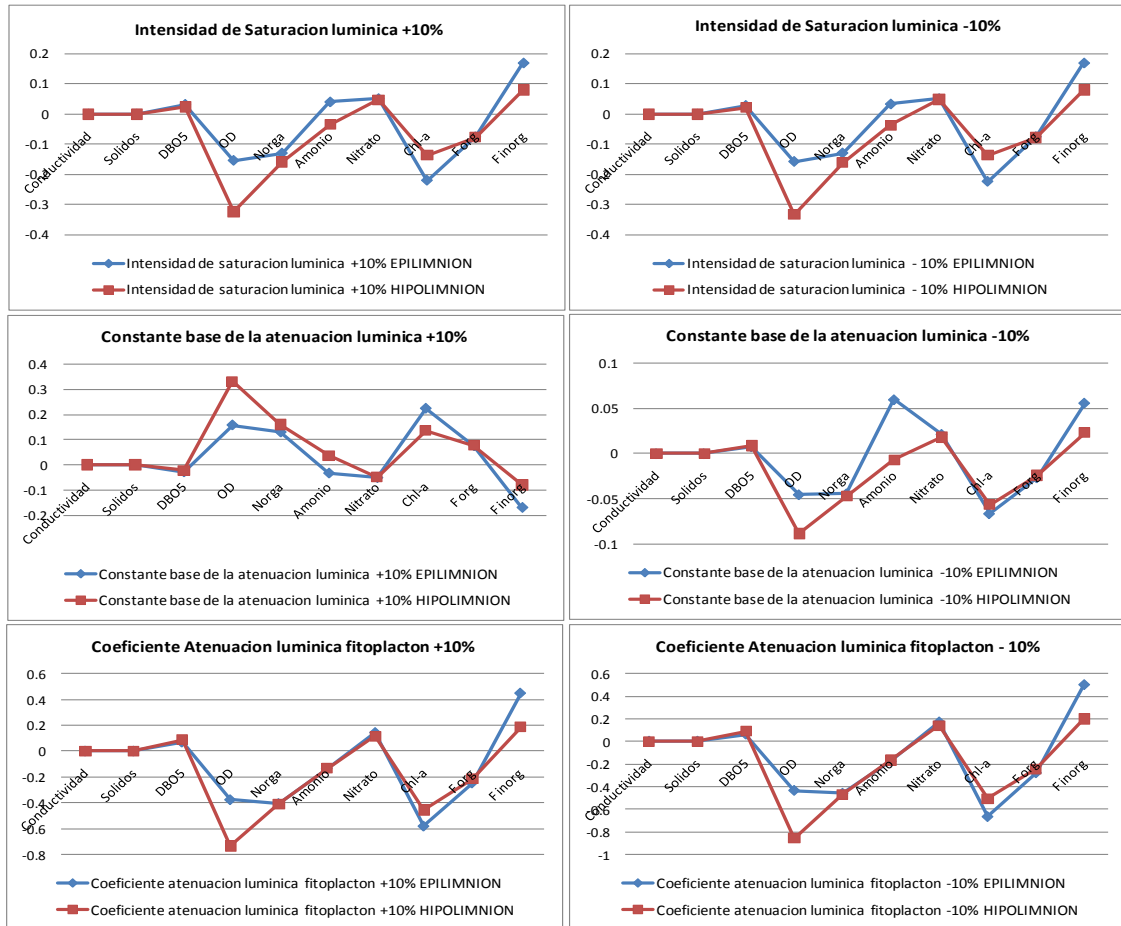 Intensidad de Saturacion luminica +10%
0.2
0.1
0
-0.1
-0.2
-0.3
-0.4
Conductividad
Solidos
DBO5
OD
Norga
Amonio
Nitrato
Chl-a
Forg
Finorg
Intensidad de saturacion luminica +10% EPILIMNION
Intensidad de saturacion luminica +10% HIPOLIMNION
Intensidad de Saturacion luminica -10%
0.2
0.1
0
-0.1
-0.2
-0.3
-0.4
Conductividad
Solidos
DBO5
OD
Norga
Amonio
Nitrato
Chl-a
Forg
Finorg
Intensidad de saturacion luminica - 10% EPILIMNION
Intensidad de saturacion luminica - 10% HIPOLIMNION
Constante base de la atenuacion luminica +10%
0.4
0.3
0.2
0.1
0
-0.1
-0.2
Conductividad
Solidos
DBO5
OD
Norga
Amonio
Nitrato
Chl-a
Forg
Finorg
Constante base de la atenuacion luminica +10% EPILIMNION
Constante base de la atenuacion luminica +10% HIPOLIMNION
Constante base de la atenuacion luminica -10%
0.1
0.05
0
-0.05
-0.1
Conductividad
Solidos
DBO5
OD
Norga
Amonio
Nitrato
Chl-a
Forg
Finorg
Constante base de la atenuacion luminica -10% EPILIMNION
Constante base de la atenuacion luminica -10% HIPOLIMNION
Coeficiente Atenuacion luminica fitoplacton +10%
0.6
0.4
0.2
0
-0.2
-0.4
-0.6
-0.8
Conductividad
Solidos
DBO5
OD
Norga
Amonio
Nitrato
Chl-a
Forg
Finorg
Coeficiente atenuacion luminica fitoplacton +10% EPILIMNION
Coeficiente atenuacion luminica fitoplacton +10% HIPOLIMNION
Coeficiente Atenuacion luminica fitoplacton - 10%
0.6
0.4
0.2
0
-0.2
-0.4
-0.6
-0.8
-1
Conductividad
Solidos
DBO5
OD
Norga
Amonio
Nitrato
Chl-a
Forg
Finorg
Coeficiente atenuacion luminica fitoplacton -10% EPILIMNION
Coeficiente atenuacion luminica fitoplacton -10% HIPOLIMNION